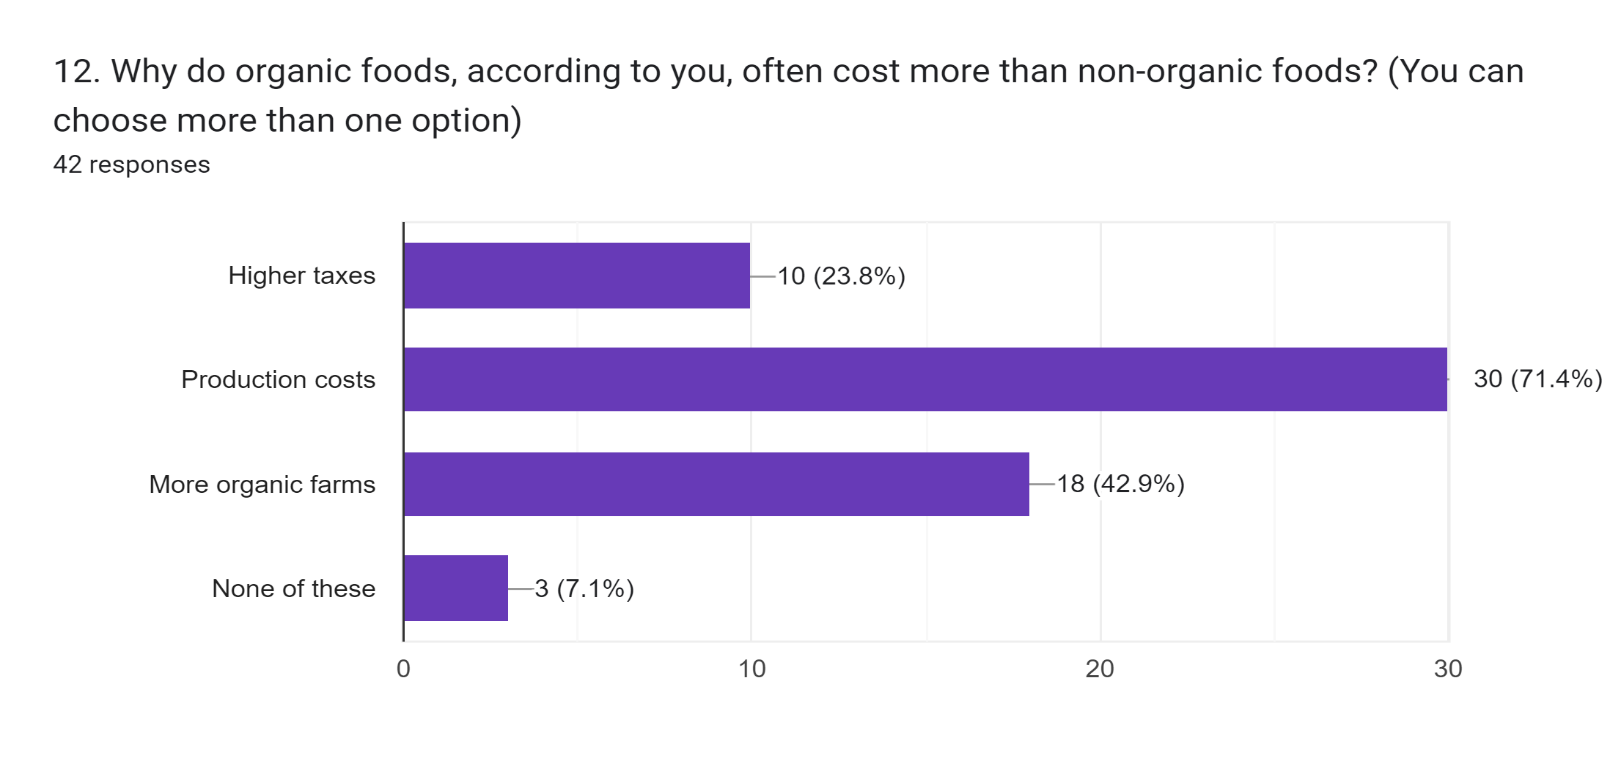 12. Why do organic foods, according to you, often cost more than non-organic foods? (You can
choose more than one option)
42 responses
Higher taxes
10 (23.8%)
Production costs
30 (71.4%)
More organic farms
18 (42.9%)
None of these
3 (7.1%)
0
10
20
30